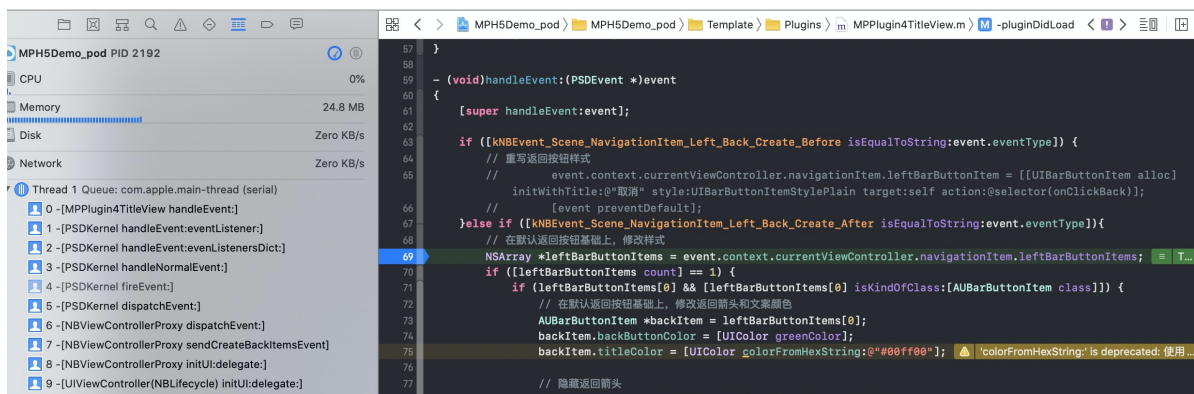 MPH5Demo_pod PID 2192
CPU 0%
Memory 24.8 MB
Disk Zero KB/s
Network Zero KB/s
Thread 1 Queue: com.apple.main-thread (serial)
0 -[MPPlugin4TitleView handleEvent:]
1 -[PSDKernel handleEvent:eventListener:]
2 -[PSDKernel handleEvent:evenListenersDict:]
3 -[PSDKernel handleNormalEvent:]
4 -[PSDKernel fireEvent:]
5 -[PSDKernel dispatchEvent:]
6 -[NBViewControllerProxy dispatchEvent:]
7 -[NBViewControllerProxy sendCreateBackItemsEvent]
8 -[NBViewControllerProxy initUI:delegate:]
9 -[UIViewController(NBLifecycle) initUI:delegate:]
MPH5Demo_pod 〉 MPH5Demo_pod 〉 Template 〉 Plugins 〉 m MPPlugin4TitleView.m 〉 M -pluginDidLoad
57 }
58
59 - (void)handleEvent:(PSDEvent *)event
60 {
61 [super handleEvent:event];
62
63 if ([kNBEvent_Scene_NavigationItem_Left_Back_Create_Before isEqualToString:event.eventType]) {
64 // 重写返回按钮样式
65 // event.context.currentViewController.navigationItem.leftBarButtonItem = [[UIBarButtonItem alloc]
initWithTitle:@"取消" style:UIBarButtonItemStylePlain target:self action:@selector(onClickBack)];
66 // [event preventDefault];
67 }else if ([kNBEvent_Scene_NavigationItem_Left_Back_Create_After isEqualToString:event.eventType]){
68 // 在默认返回按钮基础上，修改样式
69 NSArray *leftBarButtonItems = event.context.currentViewController.navigationItem.leftBarButtonItems; T...
70 if ([leftBarButtonItems count] == 1) {
71 if (leftBarButtonItems[0] && [leftBarButtonItems[0] isKindOfClass:[AUBarButtonItem class]]) {
72 // 在默认返回按钮基础上，修改返回箭头和文案颜色
73 AUBarButtonItem *backItem = leftBarButtonItems[0];
74 backItem.backButtonColor = [UIColor greenColor];
75 backItem.titleColor = [UIColor colorFromHexString:@"#00ff00"]; 'colorFromHexString:' is deprecated: 使用...
76
77 // 隐藏返回箭头